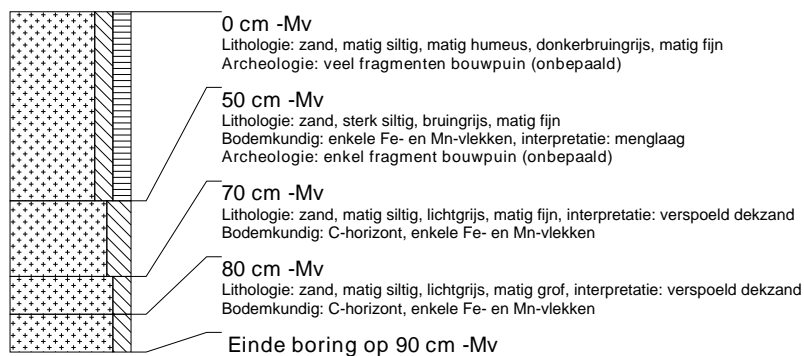 0 cm -Mv
Lithologie: zand, matig siltig, matig humeus, donkerbruingrijs, matig fijn
Archeologie: veel fragmenten bouwpuin (onbepaald)
50 cm -Mv
Lithologie: zand, sterk siltig, bruingrijs, matig fijn
Bodemkundig: enkele Fe- en Mn-vlekken, interpretatie: menglaag
Archeologie: enkel fragment bouwpuin (onbepaald)
70 cm -Mv
Lithologie: zand, matig siltig, lichtgrijs, matig fijn, interpretatie: verspoeld dekzand
Bodemkundig: C-horizont, enkele Fe- en Mn-vlekken
80 cm -Mv
Lithologie: zand, matig siltig, lichtgrijs, matig grof, interpretatie: verspoeld dekzand
Bodemkundig: C-horizont, enkele Fe- en Mn-vlekken
Einde boring op 90 cm -Mv